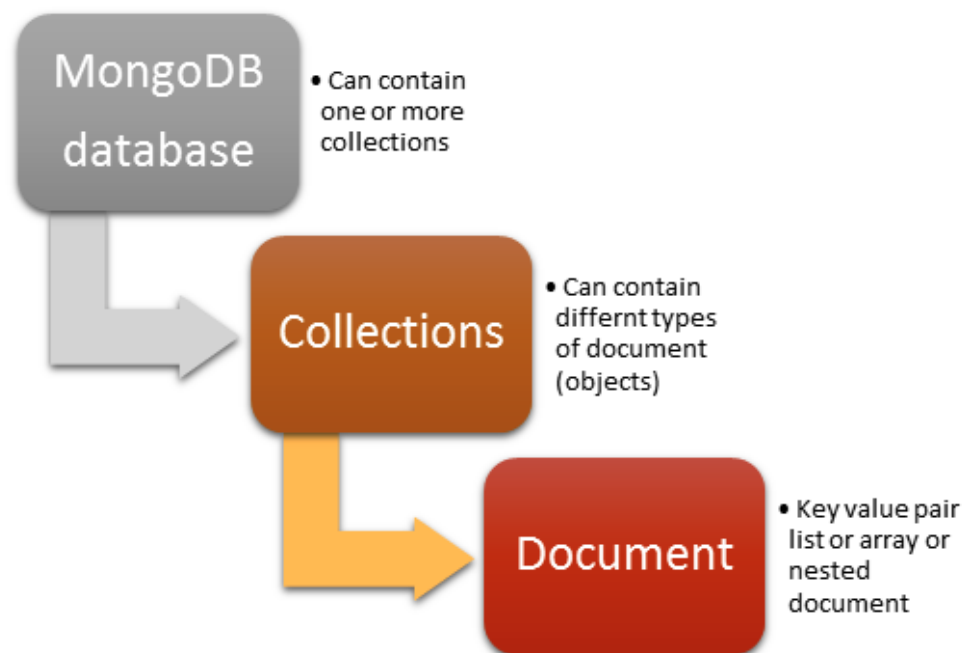 MongoDB
database
• Can contain
one or more
collections
Collections
• Can contain
differnt types
of document
(objects)
Document
• Key value pair
list or array or
nested
document